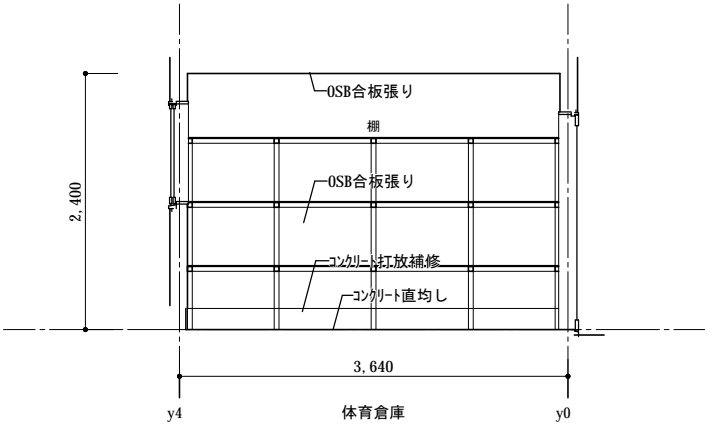 OSB合板張り
棚
OSB合板張り
2,400
コンクリート打放補修
コンクリート直均し
3,640
y4
体育倉庫
y0